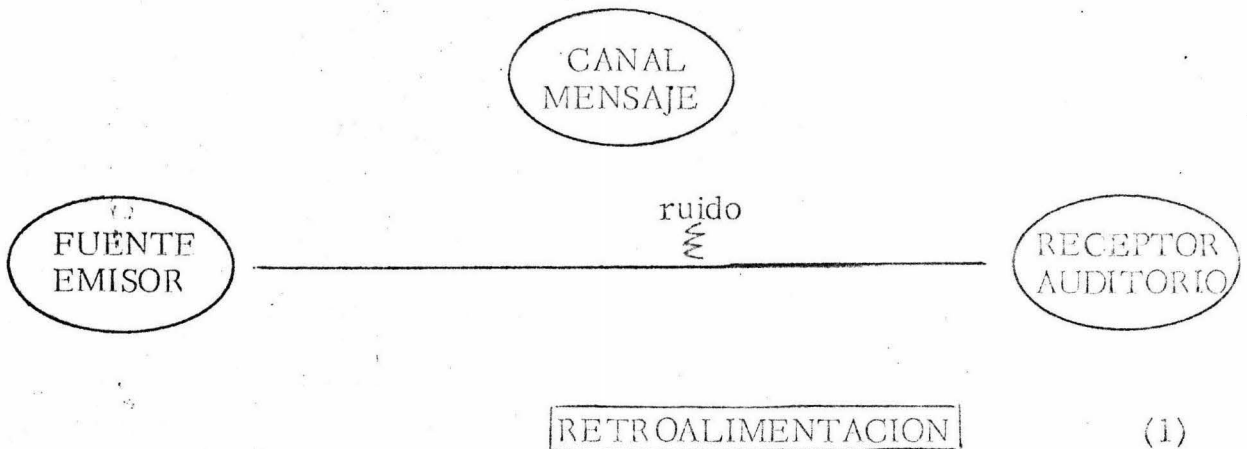 CANAL
MENSAJE
ruido
FUENTE
EMISOR
RECEPTOR
AUDITORIO
RETROALIMENTACION
(1)